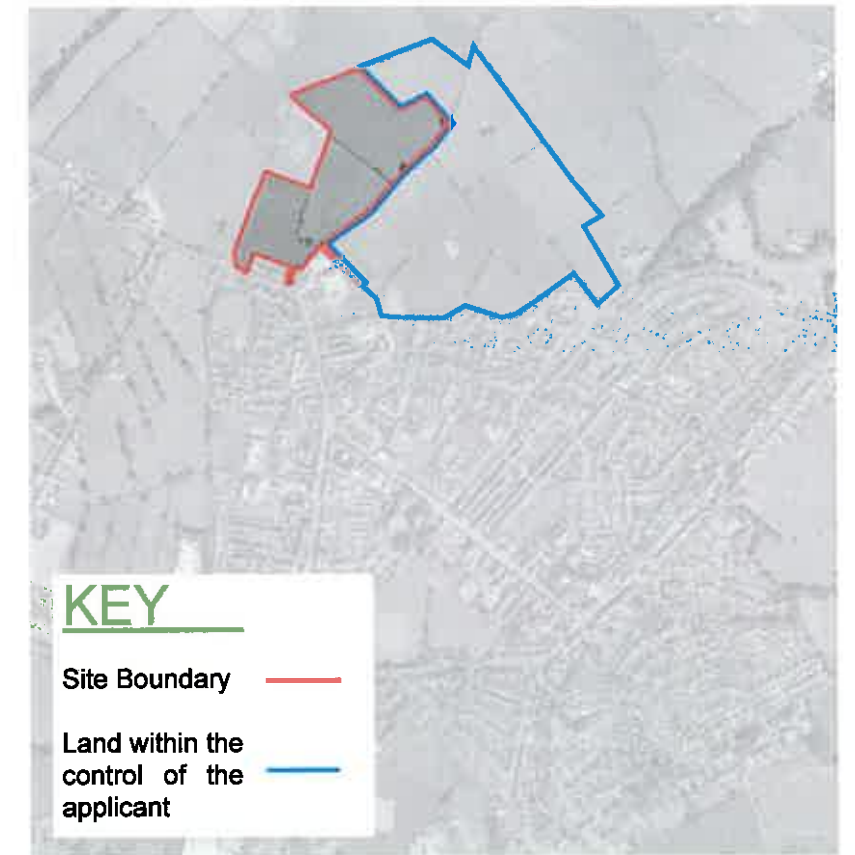 KEY
Site Boundary
Land within the
control of the
applicant